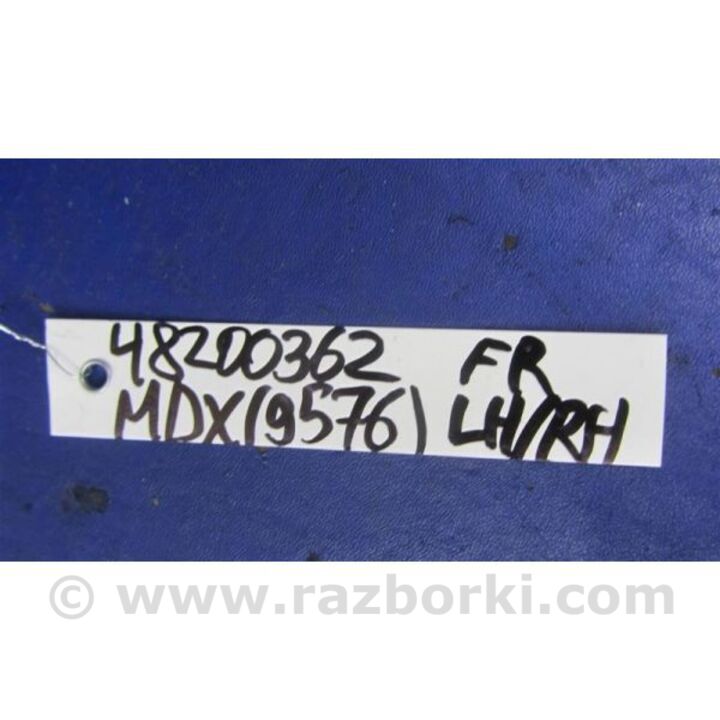 48200362 FR
MDX(9576) LH/RH
© www.razborki.com